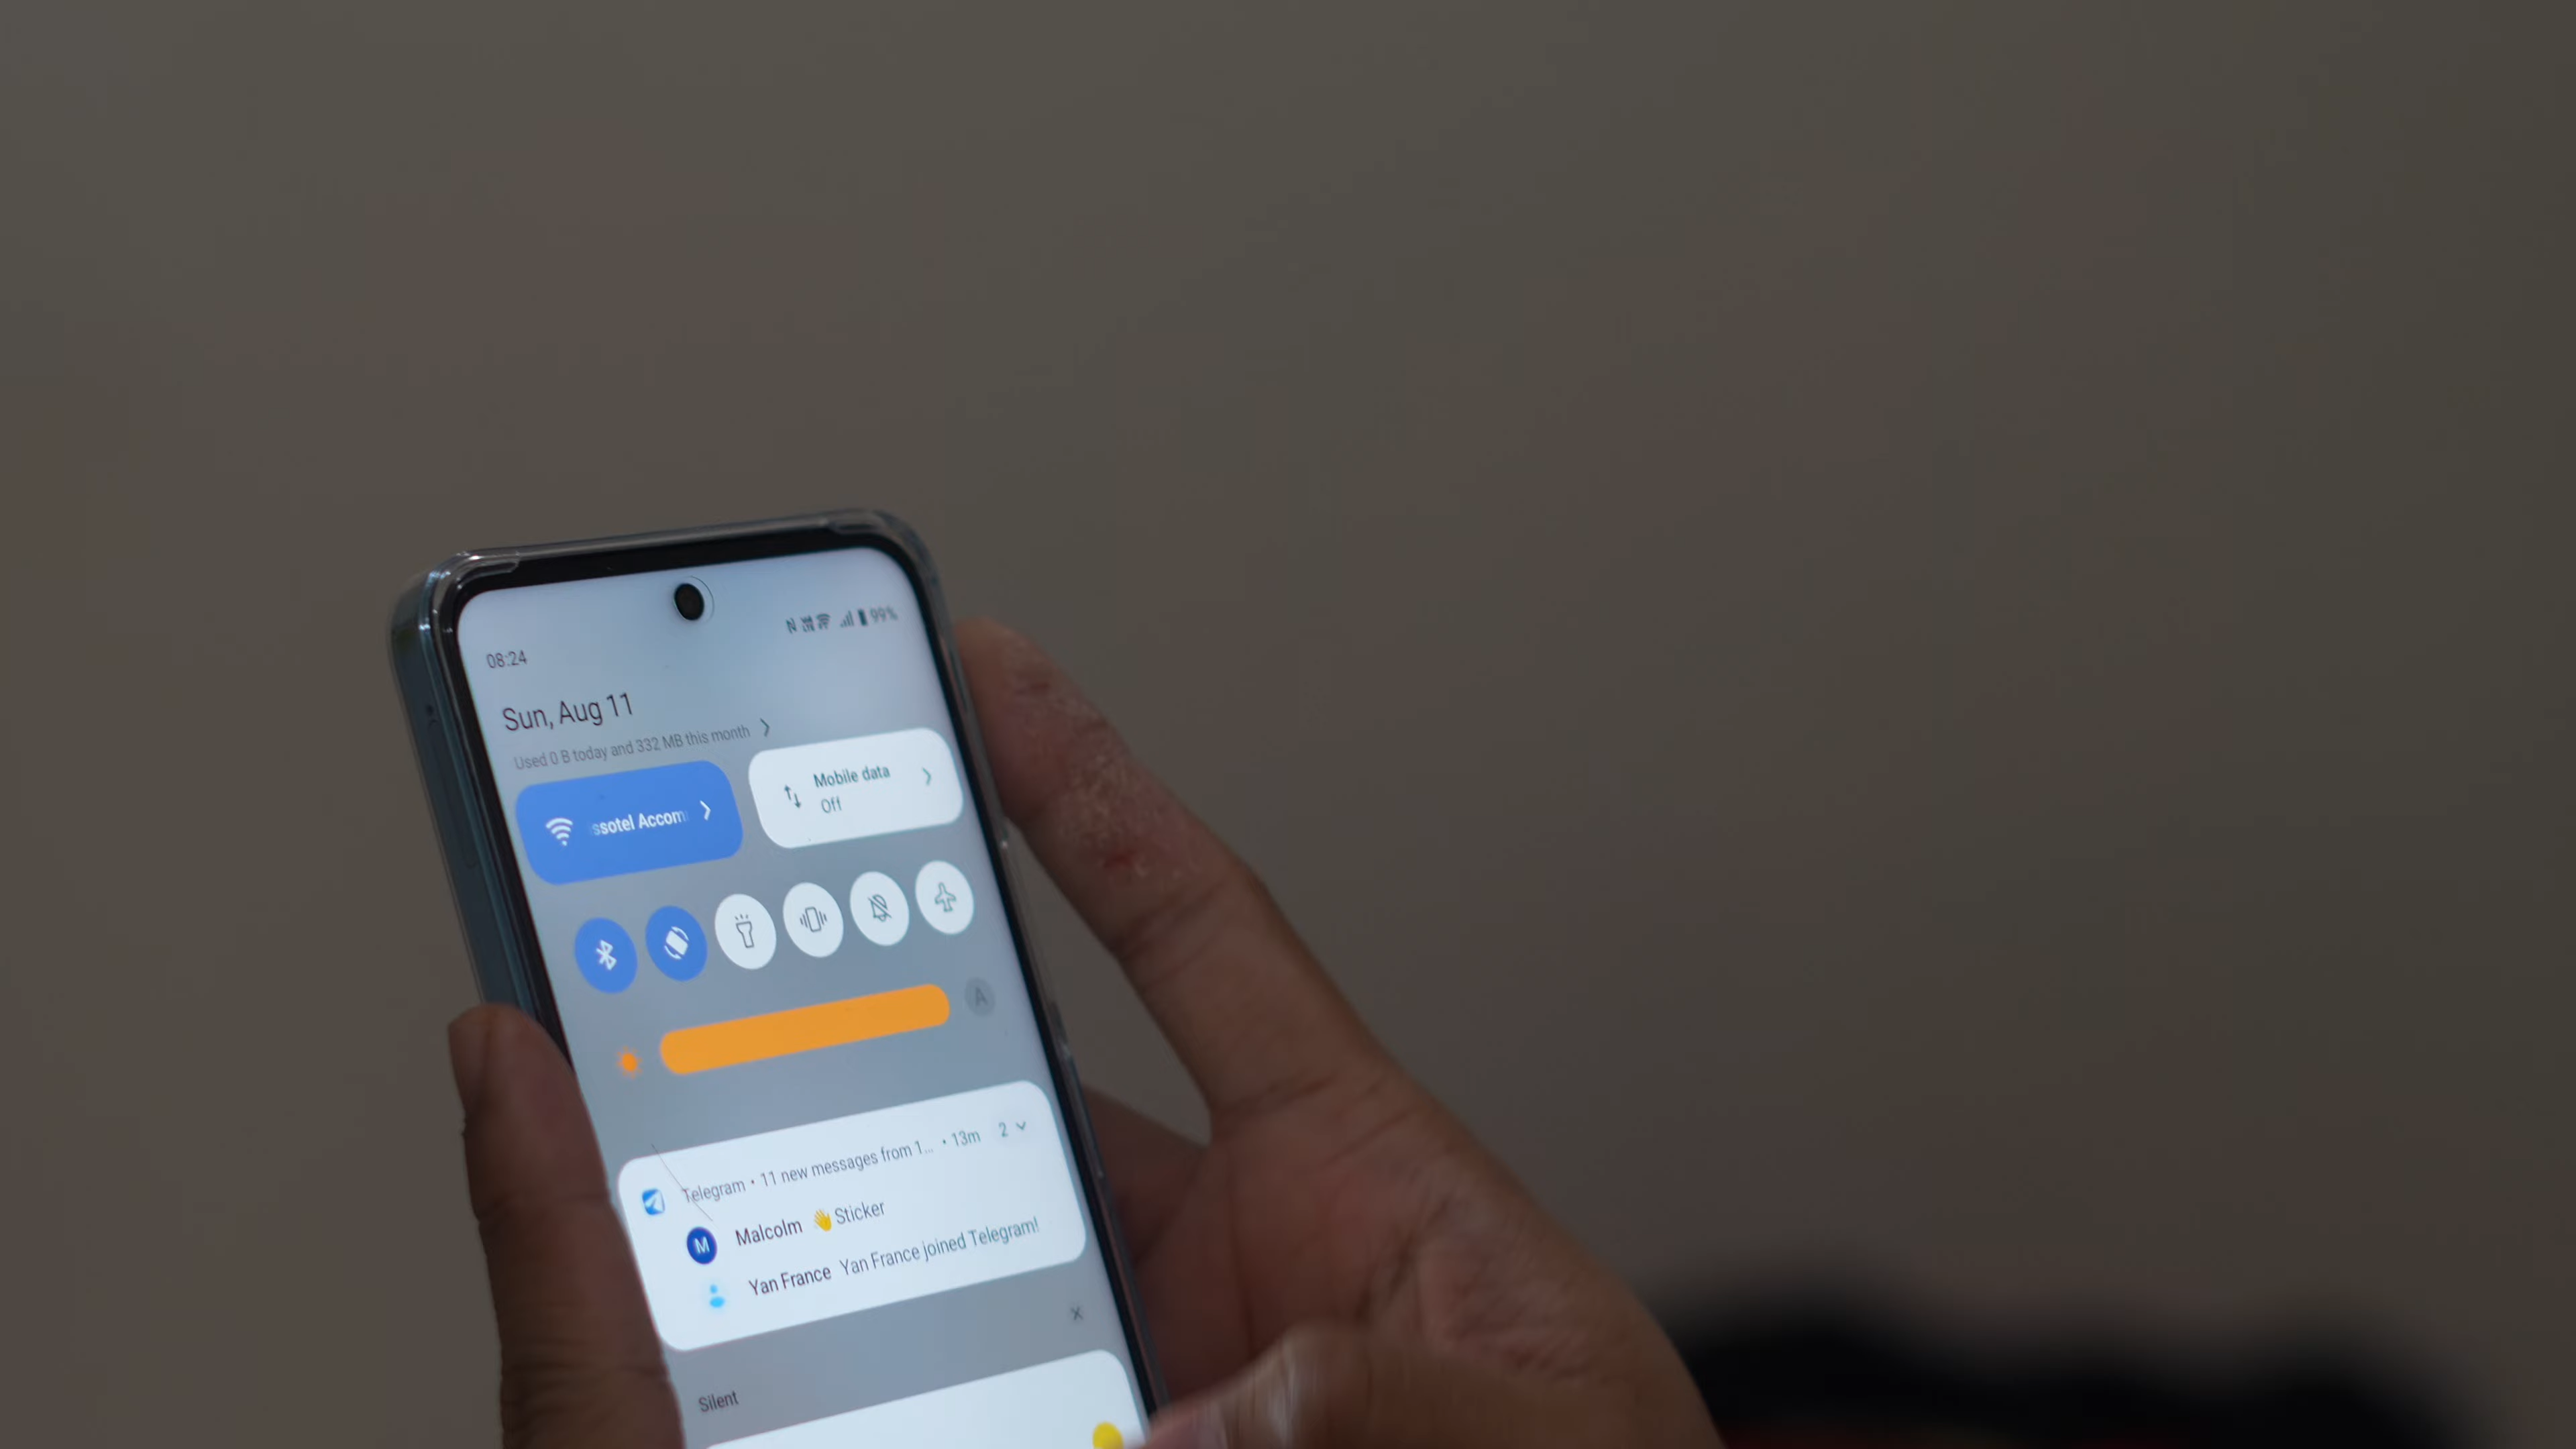 99%
08:24
Sun, Aug 11
Used 0 B today and 332 MB this month
ssotel Accom
Mobile data
Off
A
Telegram • 11 new messages from 1... • 13m 2
M Malcolm 👋 Sticker
Yan France Yan France joined Telegram!
Silent